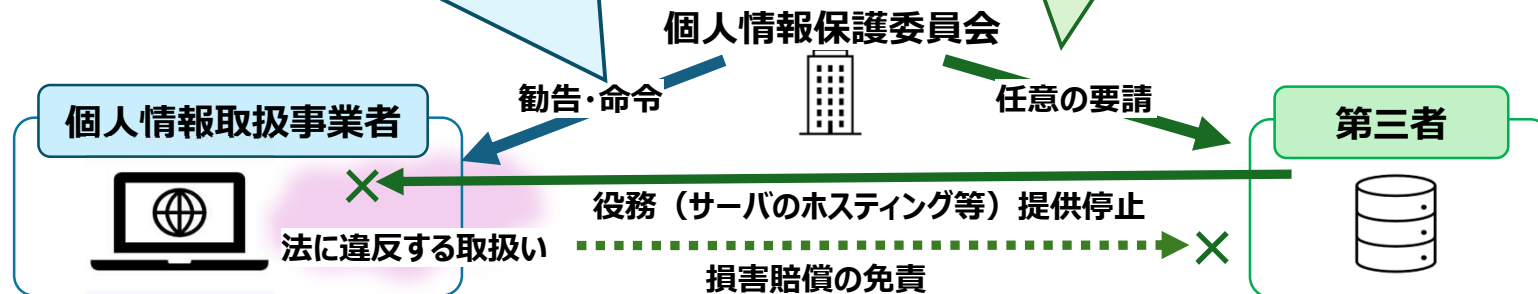 個人情報保護委員会
勧告・命令
任意の要請
個人情報取扱事業者
第三者
役務（サーバのホスティング等）提供停止
法に違反する取扱い
損害賠償の免責